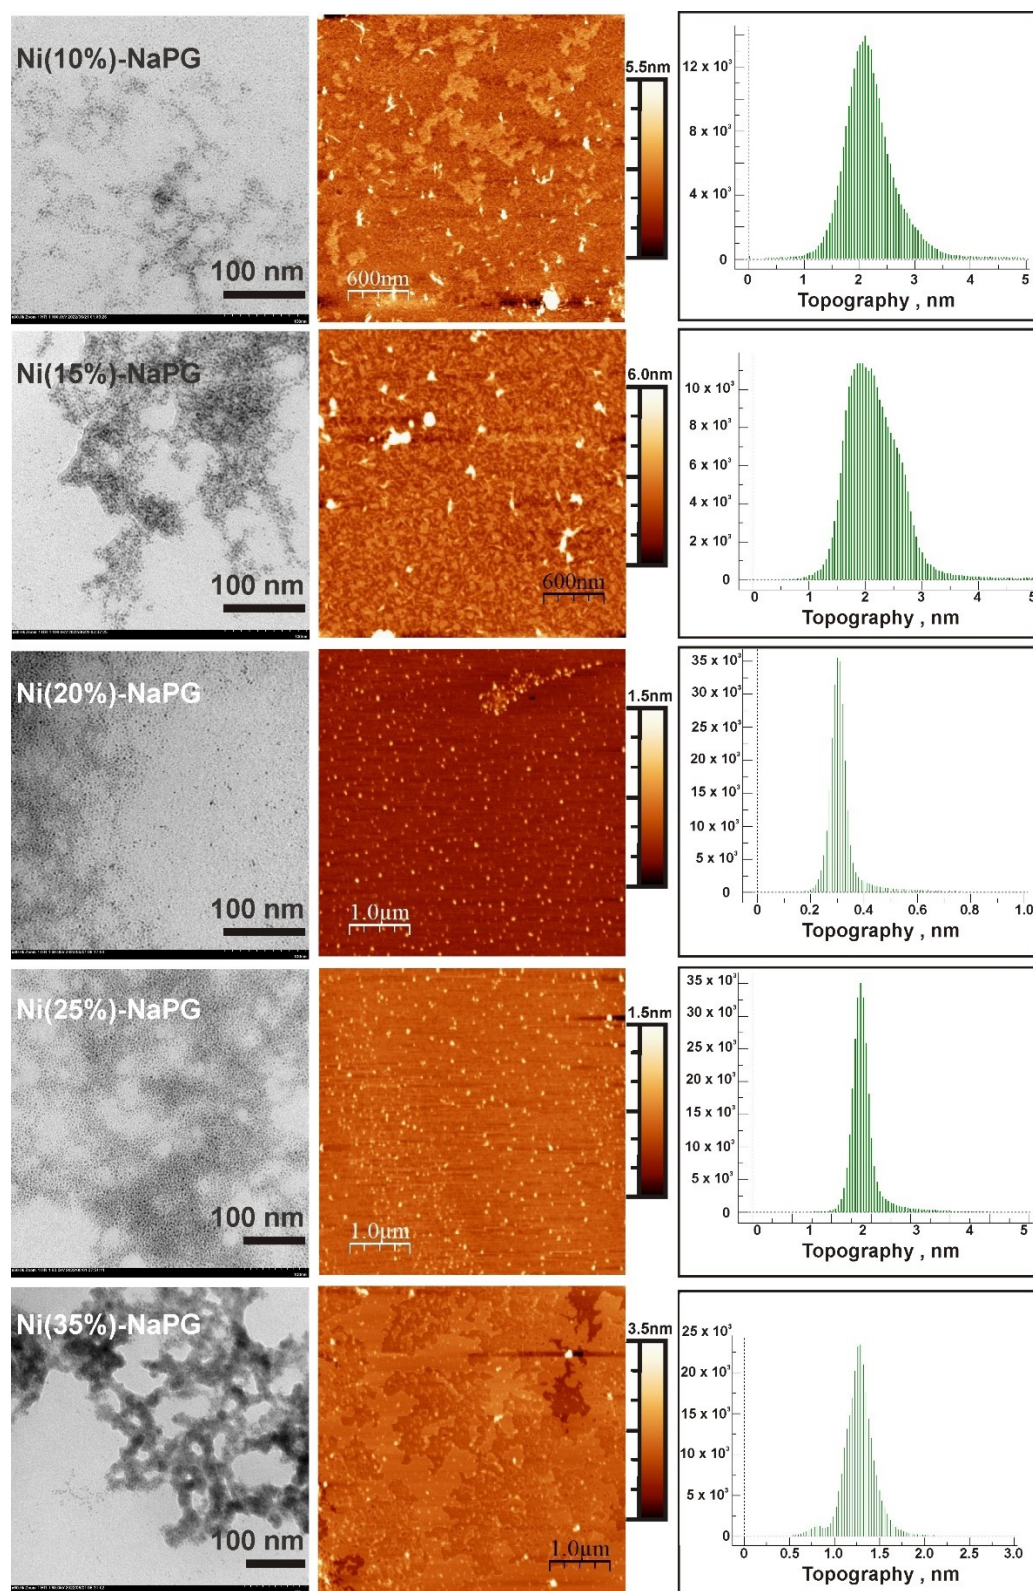 Ni(10%)-NaPG
100 nm
600nm
5.5nm
12 x 10³
8 x 10³
4 x 10³
0
0 1 2 3 4 5
Topography , nm
Ni(15%)-NaPG
100 nm
600nm
6.0nm
10 x 10³
8 x 10³
6 x 10³
4 x 10³
2 x 10³
0
0 1 2 3 4 5
Topography , nm
Ni(20%)-NaPG
100 nm
1.0µm
1.5nm
35 x 10³
30 x 10³
25 x 10³
20 x 10³
15 x 10³
10 x 10³
5 x 10³
0
0 0.2 0.4 0.6 0.8 1.0
Topography , nm
Ni(25%)-NaPG
100 nm
1.0µm
1.5nm
35 x 10³
30 x 10³
25 x 10³
20 x 10³
15 x 10³
10 x 10³
5 x 10³
0
0 1 2 3 4 5
Topography , nm
Ni(35%)-NaPG
100 nm
1.0µm
3.5nm
25 x 10³
20 x 10³
15 x 10³
10 x 10³
5 x 10³
0
0 0.5 1.0 1.5 2.0 2.5 3.0
Topography , nm